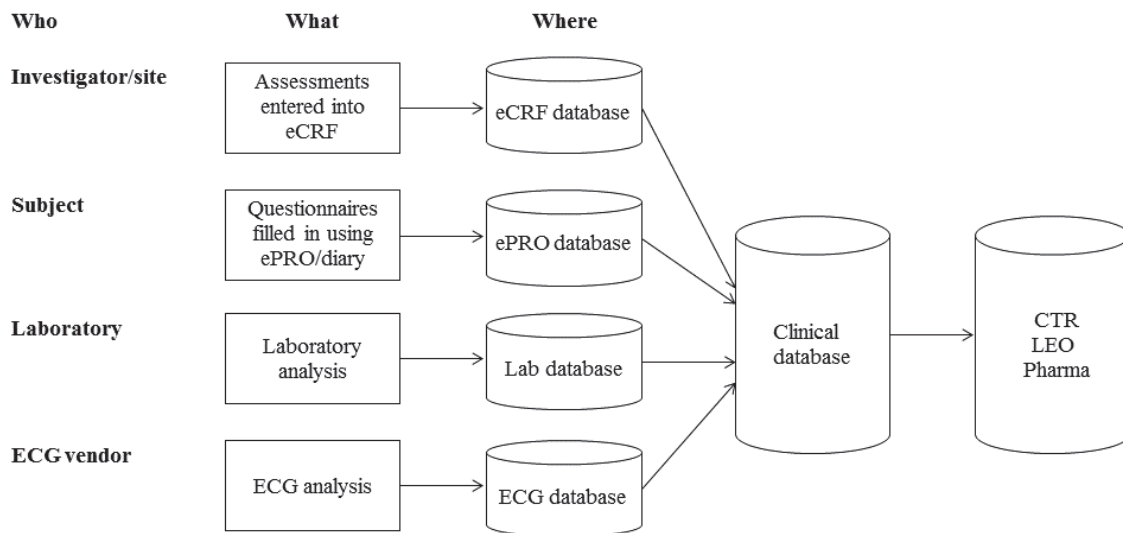 Who What Where
Investigator/site
Assessments
entered into
eCRF
eCRF database
Subject
Questionnaires
filled in using
ePRO/diary
ePRO database
Laboratory
Laboratory
analysis
Lab database
ECG vendor
ECG analysis
ECG database
Clinical
database
CTR
LEO
Pharma